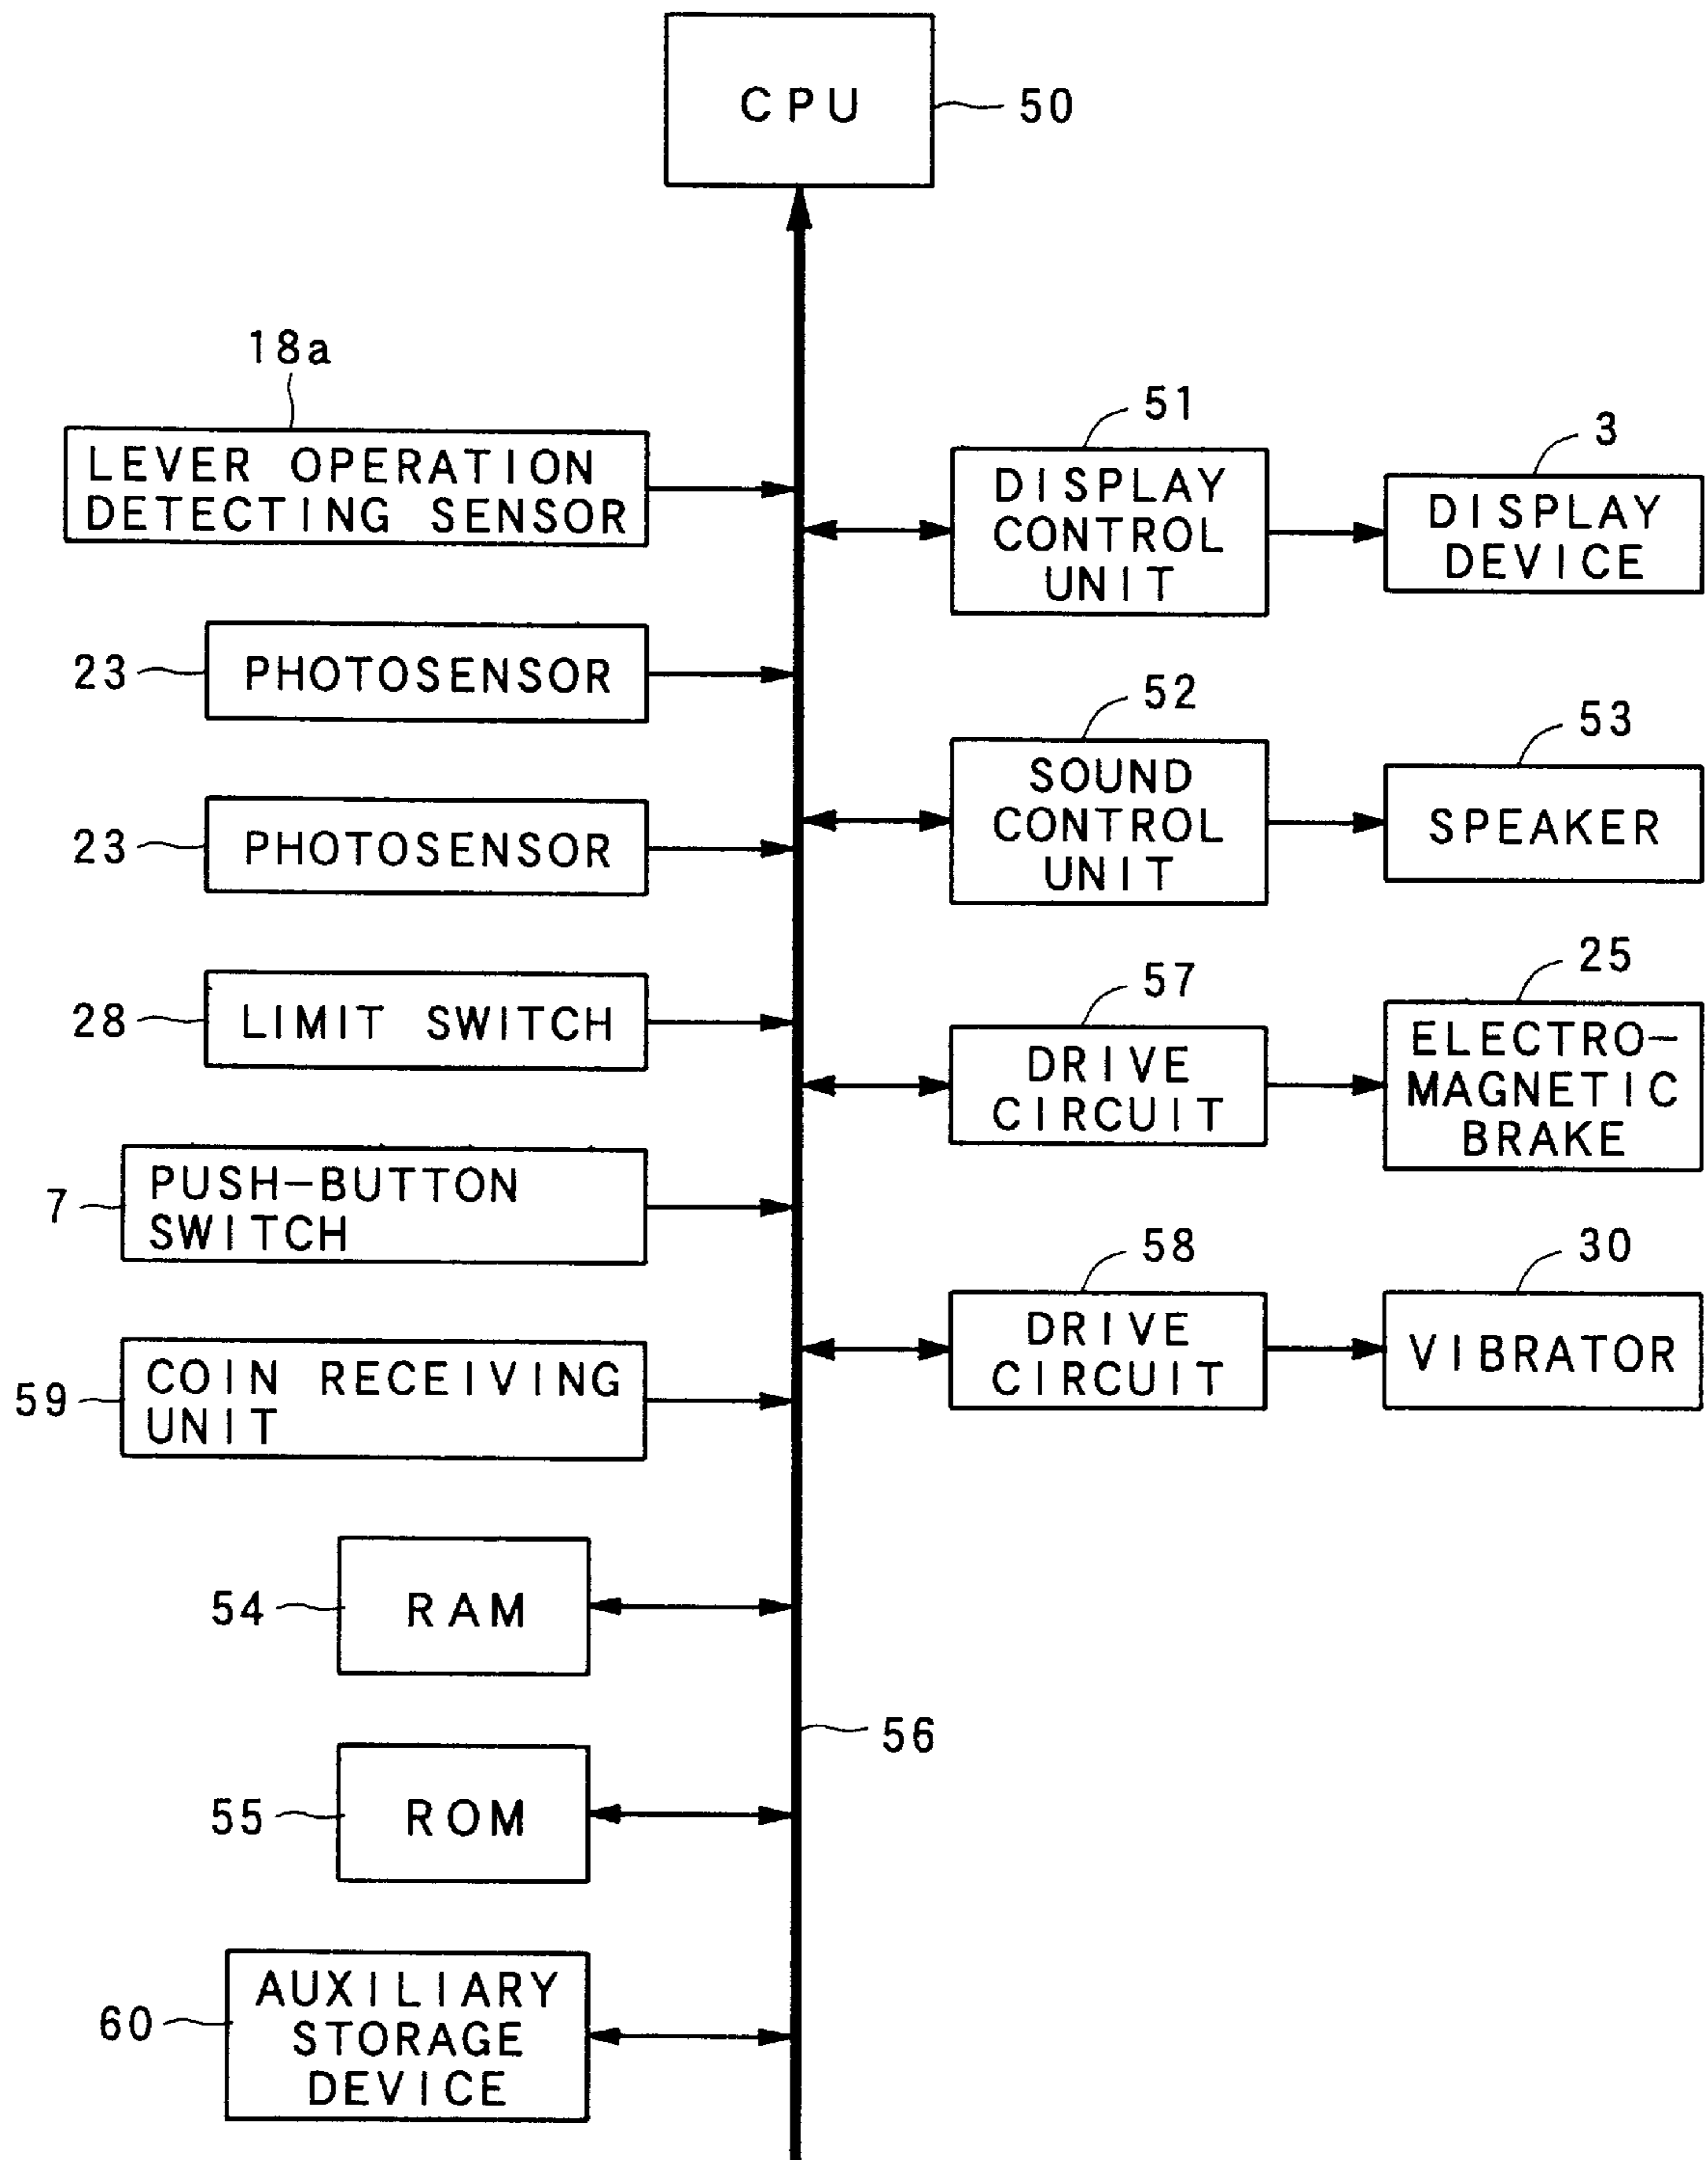 CPU
50
18a
LEVER OPERATION
DETECTING SENSOR
51
DISPLAY
CONTROL
UNIT
3
DISPLAY
DEVICE
23
PHOTOSENSOR
52
SOUND
CONTROL
UNIT
53
SPEAKER
23
PHOTOSENSOR
28
LIMIT SWITCH
57
DRIVE
CIRCUIT
25
ELECTRO-
MAGNETIC
BRAKE
7
PUSH-BUTTON
SWITCH
58
DRIVE
CIRCUIT
30
VIBRATOR
59
COIN RECEIVING
UNIT
54
RAM
56
55
ROM
60
AUXILIARY
STORAGE
DEVICE